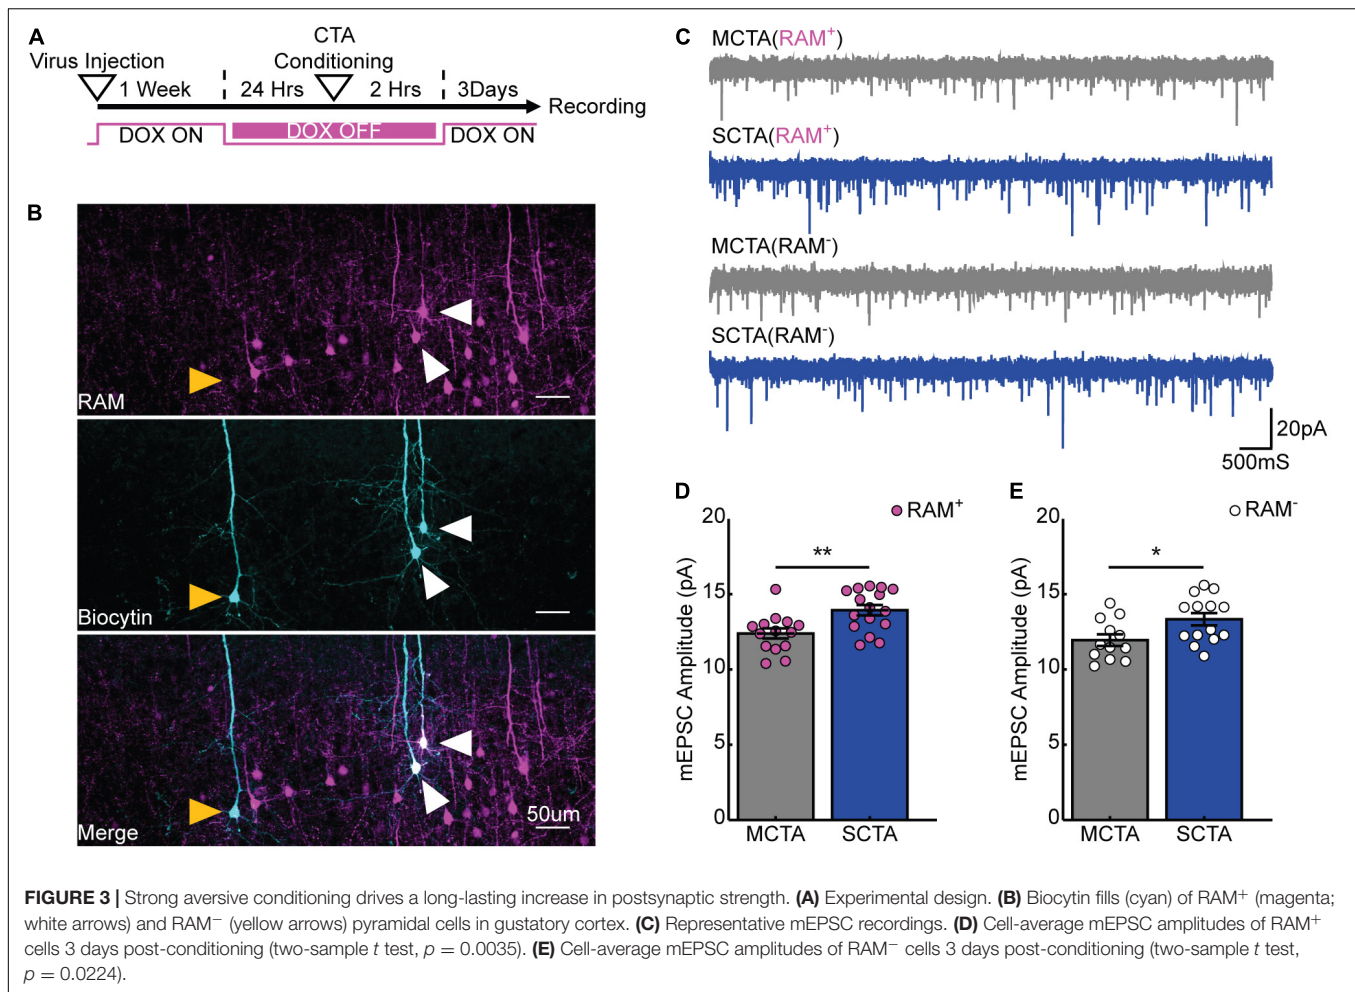 A
CTA
Virus Injection Conditioning
1 Week 24 Hrs 2 Hrs 3Days
Recording
DOX ON DOX OFF DOX ON
B
RAM
Biocytin
Merge
50um
C
MCTA(RAM+)
SCTA(RAM+)
MCTA(RAM-)
SCTA(RAM-)
20pA
500mS
D
RAM+
mEPSC Amplitude (pA)
20
**
15
10
5
0
MCTA SCTA
E
RAM-
mEPSC Amplitude (pA)
20
*
15
10
5
0
MCTA SCTA
FIGURE 3 | Strong aversive conditioning drives a long-lasting increase in postsynaptic strength. (A) Experimental design. (B) Biocytin fills (cyan) of RAM+ (magenta;
white arrows) and RAM− (yellow arrows) pyramidal cells in gustatory cortex. (C) Representative mEPSC recordings. (D) Cell-average mEPSC amplitudes of RAM+
cells 3 days post-conditioning (two-sample t test, p = 0.0035). (E) Cell-average mEPSC amplitudes of RAM− cells 3 days post-conditioning (two-sample t test,
p = 0.0224).